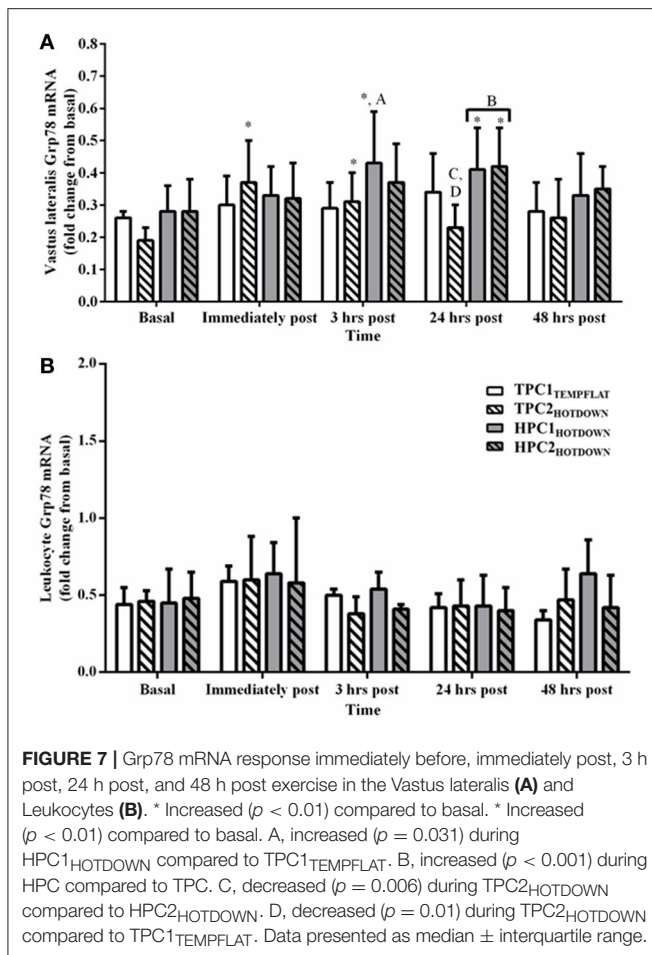 A
Vastus lateralis Grp78 mRNA
(fold change from basal)
0.8
0.7
0.6
0.5
0.4
0.3
0.2
0.1
0.0
*
*
*, A
C,
D
B
*
*
Basal
Immediately post
3 hrs post
24 hrs post
48 hrs post
Time
B
Leukocyte Grp78 mRNA
(fold change from basal)
2.0
1.5
1.0
0.5
0.0
TPC1TEMPFLAT
TPC2HOTDOWN
HPC1HOTDOWN
HPC2HOTDOWN
Basal
Immediately post
3 hrs post
24 hrs post
48 hrs post
Time
FIGURE 7 | Grp78 mRNA response immediately before, immediately post, 3 h
post, 24 h post, and 48 h post exercise in the Vastus lateralis (A) and
Leukocytes (B). * Increased (p < 0.01) compared to basal. * Increased
(p < 0.01) compared to basal. A, increased (p = 0.031) during
HPC1HOTDOWN compared to TPC1TEMPFLAT. B, increased (p < 0.001) during
HPC compared to TPC. C, decreased (p = 0.006) during TPC2HOTDOWN
compared to HPC2HOTDOWN. D, decreased (p = 0.01) during TPC2HOTDOWN
compared to TPC1TEMPFLAT. Data presented as median ± interquartile range.